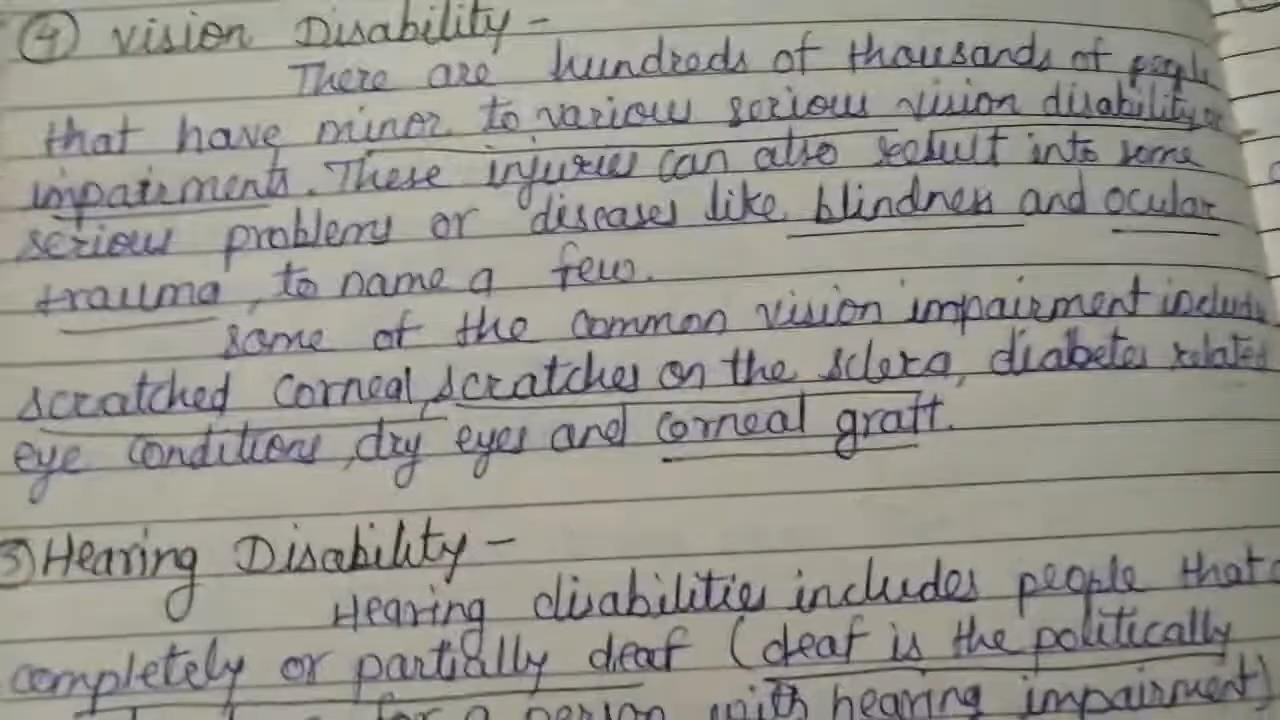 ④ Vision Disability -
There are hundreds of thousands of people
that have minor to various serious vision disability or
impairments. These injuries can also result into some
serious problems or diseases like blindness and ocular
trauma, to name a few.
Some of the common vision impairment include
scratched corneal, scratches on the sclera, diabetes related
eye conditions, dry eyes and corneal graft.
5) Hearing Disability -
Hearing disabilities includes people that
completely or partially deaf (deaf is the politically
for a person with hearing impairment)